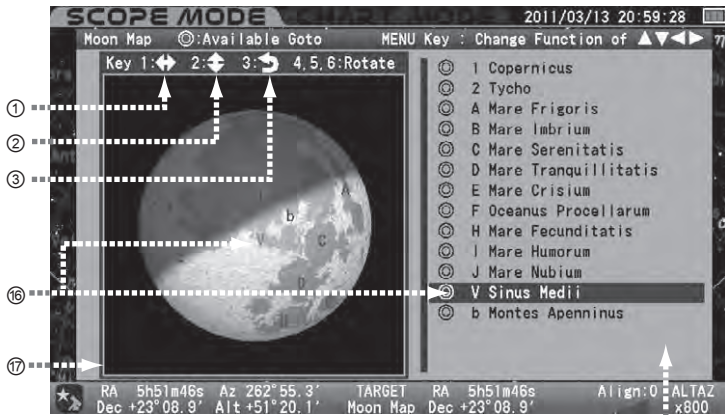 SCOPE MODE 2011/03/13 20:59:28
Moon Map ◎:Available Goto MENU Key : Change Function of ▲▼◀▶
Key 1: 2: 3: 4,5,6:Rotate
①
②
③
⑯
⑰
A
b
V
C
D
H
◎ 1 Copernicus
◎ 2 Tycho
◎ A Mare Frigoris
◎ B Mare Imbrium
◎ C Mare Serenitatis
◎ D Mare Tranquillitatis
◎ E Mare Crisium
◎ F Oceanus Procellarum
◎ H Mare Fecunditatis
◎ I Mare Humorum
◎ J Mare Nubium
◎ V Sinus Medii
◎ b Montes Apenninus
RA 5h51m46s Az 262°55.3′ TARGET RA 5h51m46s Align:0 ALTAZ
Dec +23°08.9′ Alt +51°20.1′ Moon Map Dec +23°08.9′ x800